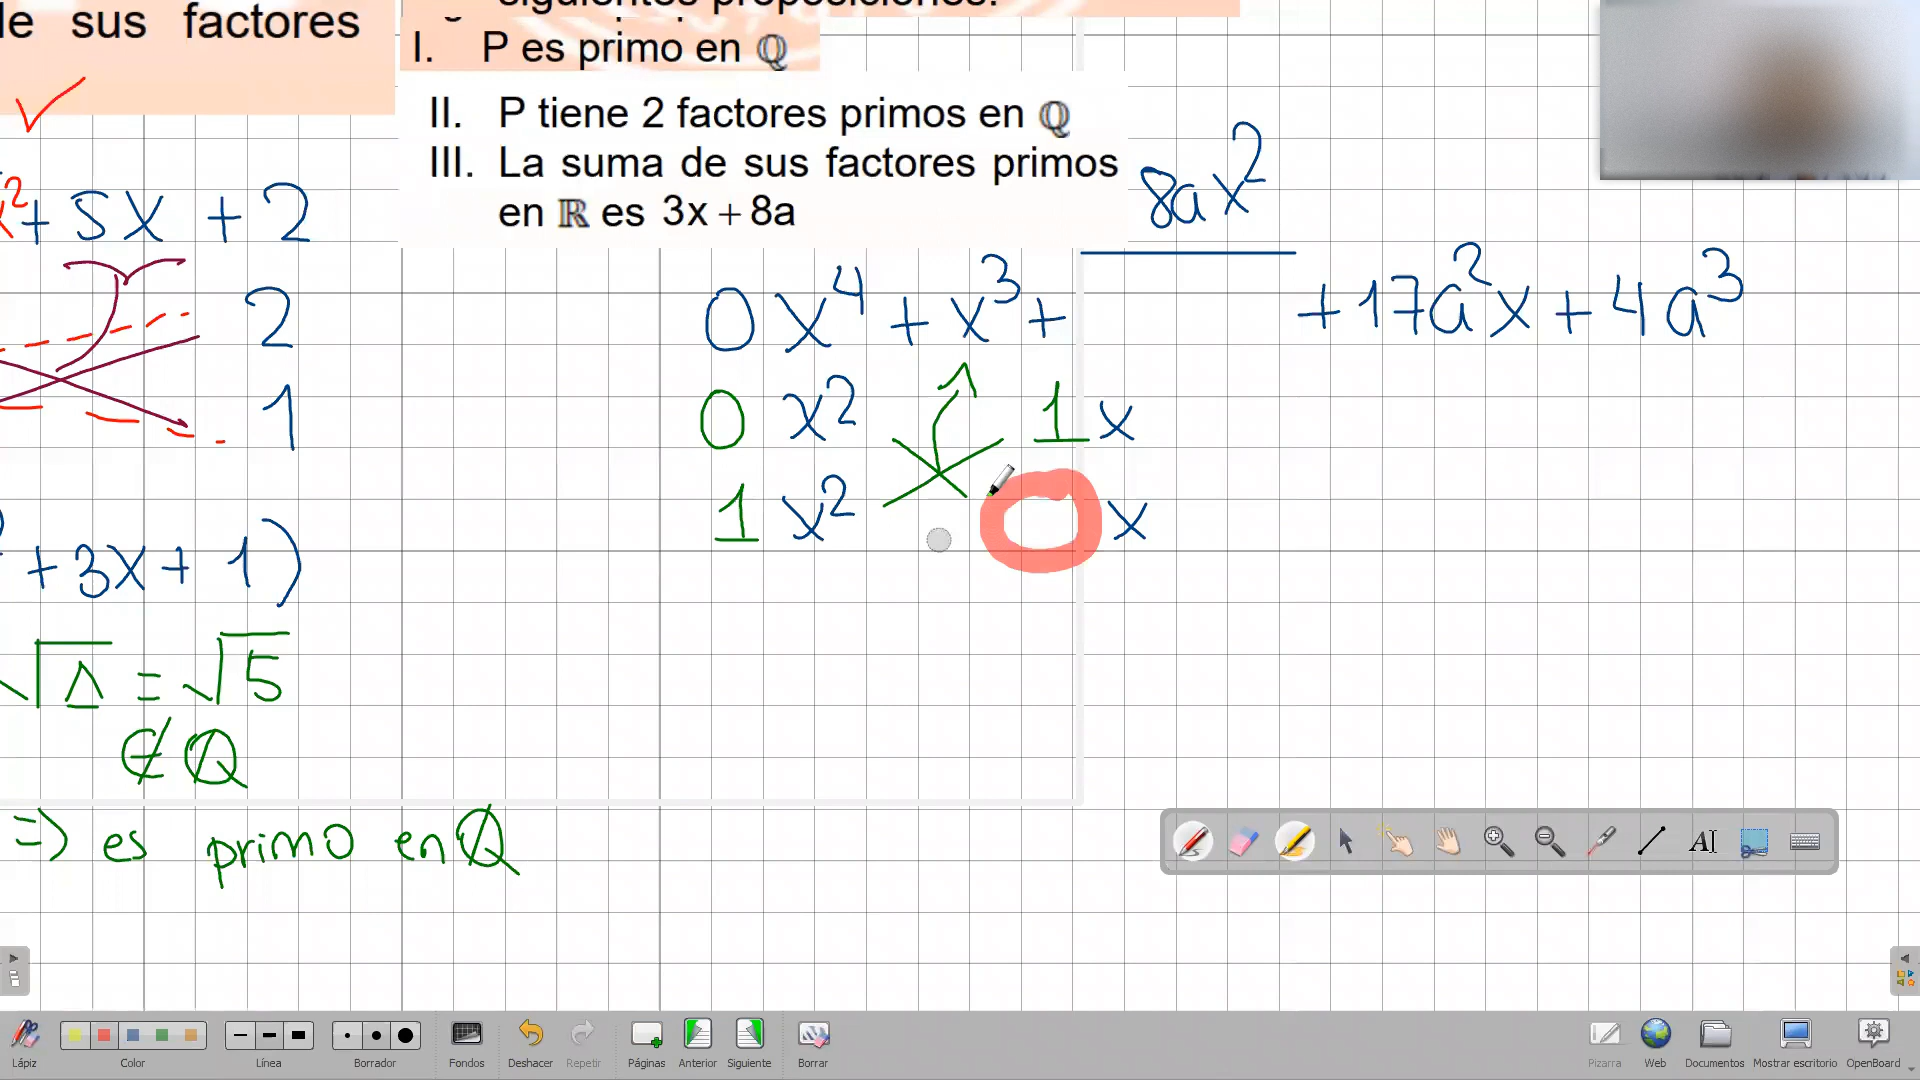 de sus factores
siguientes proposiciones:
I. P es primo en ℚ
II. P tiene 2 factores primos en ℚ
III. La suma de sus factores primos
en ℝ es 3x + 8a
x² + 5x + 2
2
1
+ 3x + 1)
√Δ = √5
∉ ℚ
=> es primo en ℚ
8ax²
0x⁴ + x³ + + 17a²x + 4a³
0 x² 1 x
1 x² x
Lápiz Color Línea Borrador Fondos Deshacer Repetir Páginas Anterior Siguiente Borrar Pizarra Web Documentos Mostrar escritorio OpenBoard